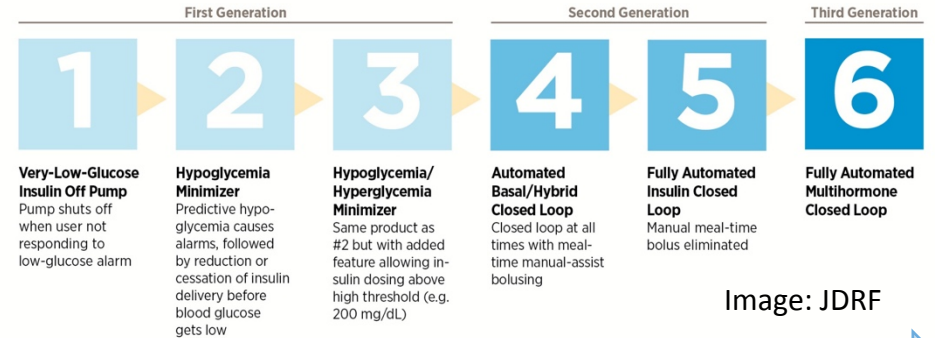 First Generation
Second Generation
Third Generation
1
2
3
4
5
6
Very-Low-Glucose
Insulin Off Pump
Pump shuts off
when user not
responding to
low-glucose alarm
Hypoglycemia
Minimizer
Predictive hypo-
glycemia causes
alarms, followed
by reduction or
cessation of insulin
delivery before
blood glucose
gets low
Hypoglycemia/
Hyperglycemia
Minimizer
Same product as
#2 but with added
feature allowing in-
sulin dosing above
high threshold (e.g.
200 mg/dL)
Automated
Basal/Hybrid
Closed Loop
Closed loop at all
times with meal-
time manual-assist
bolusing
Fully Automated
Insulin Closed
Loop
Manual meal-time
bolus eliminated
Fully Automated
Multihormone
Closed Loop
Image: JDRF